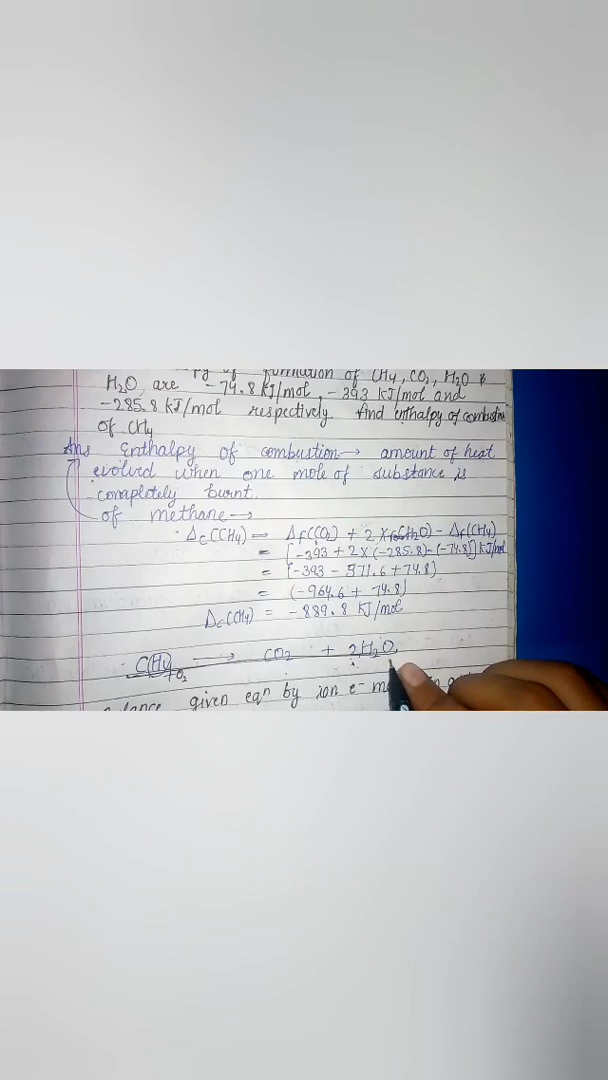 formation of CH4, CO2, H2O &
H2O are -74.8 KJ/mol, -393 KJ/mol and
-285.8 KJ/mol respectively. Find enthalpy of combustion
of CH4
Ans Enthalpy of combustion → amount of heat
evolved when one mole of substance is
completely burnt.
of methane →
Δc(CH4) = Δf(CO2) + 2 × (H2O) - Δf(CH4)
= [-393 + 2 × (-285.8) - (-74.8)] KJ/mol
= [-393 - 571.6 + 74.8)
= (-964.6 + 74.8)
Δc(CH4) = -889.8 KJ/mol
CH4 + O2 → CO2 + 2H2O
given eqn by ion e-